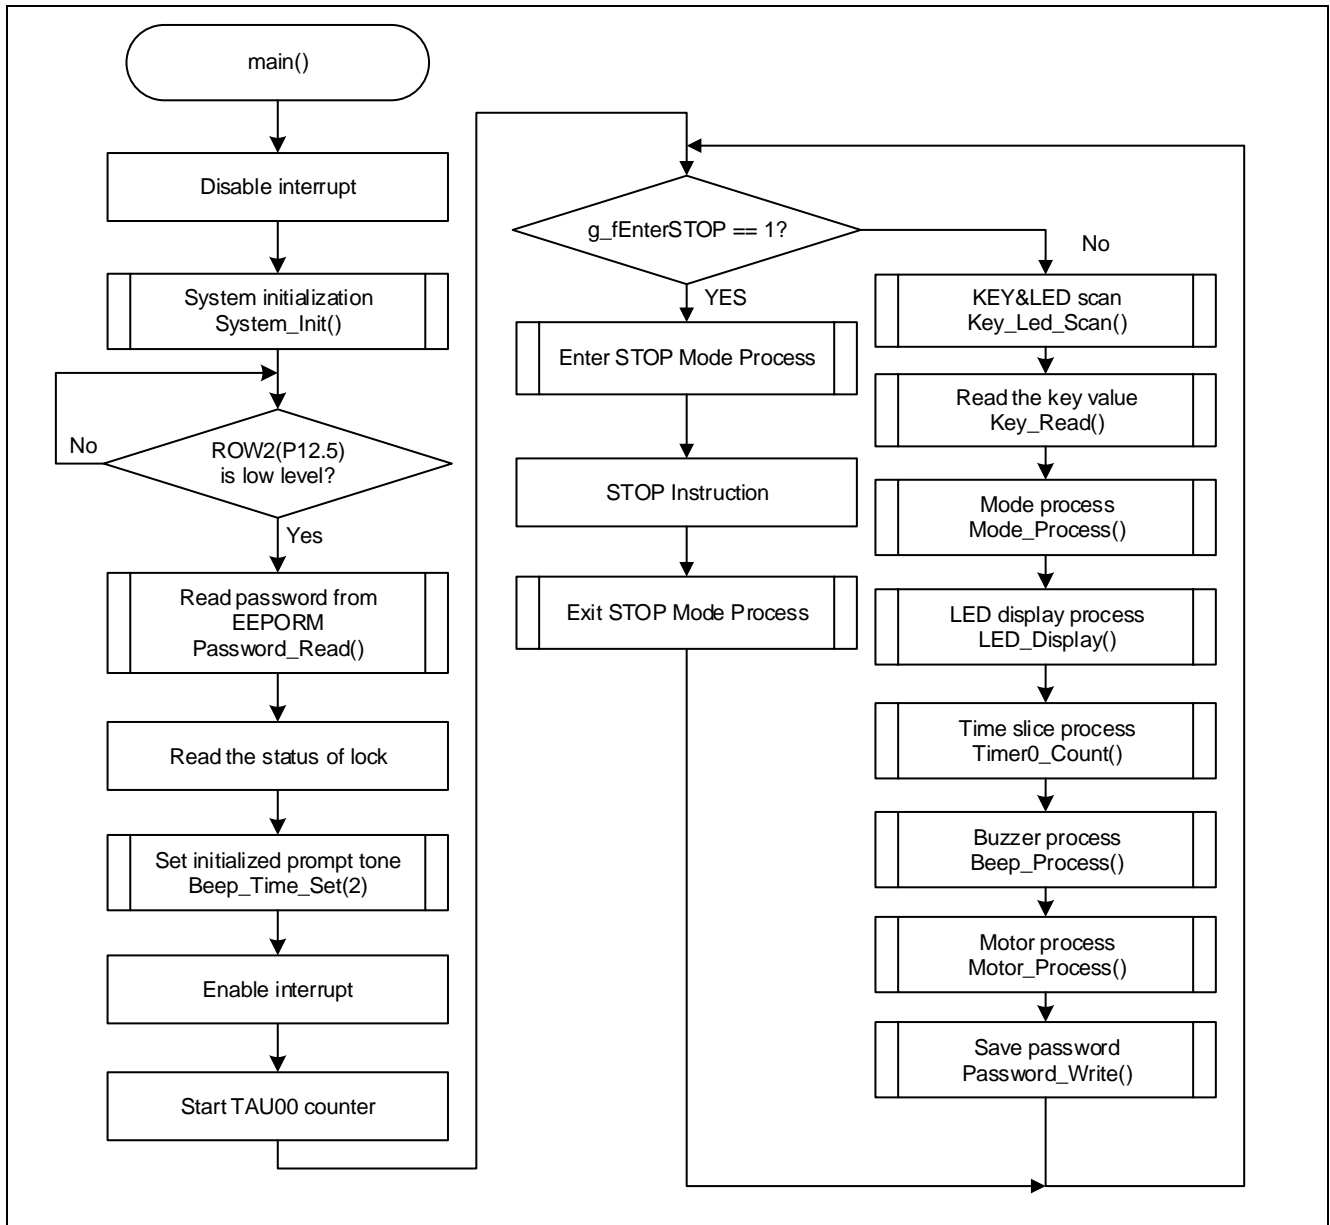 main()
Disable interrupt
System initialization
System_Init()
No
ROW2(P12.5)
is low level?
Yes
Read password from
EEPORM
Password_Read()
Read the status of lock
Set initialized prompt tone
Beep_Time_Set(2)
Enable interrupt
Start TAU00 counter
g_fEnterSTOP == 1?
YES
Enter STOP Mode Process
STOP Instruction
Exit STOP Mode Process
No
KEY&LED scan
Key_Led_Scan()
Read the key value
Key_Read()
Mode process
Mode_Process()
LED display process
LED_Display()
Time slice process
Timer0_Count()
Buzzer process
Beep_Process()
Motor process
Motor_Process()
Save password
Password_Write()